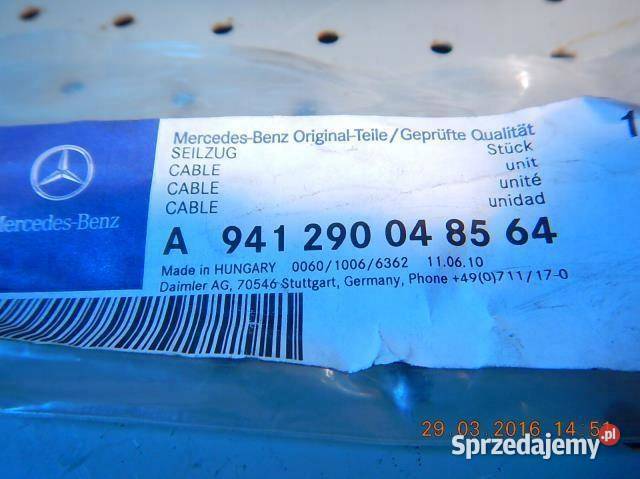 Mercedes-Benz Original-Teile/Geprüfte Qualität
SEILZUG Stück
CABLE unit
CABLE unité
CABLE unidad
1
Mercedes-Benz
A 941 290 04 85 64
Made in HUNGARY 0060/1006/6362 11.06.10
Daimler AG, 70546 Stuttgart, Germany, Phone +49(0)711/17-0
29.03.2016 14:51
Sprzedajemy.pl